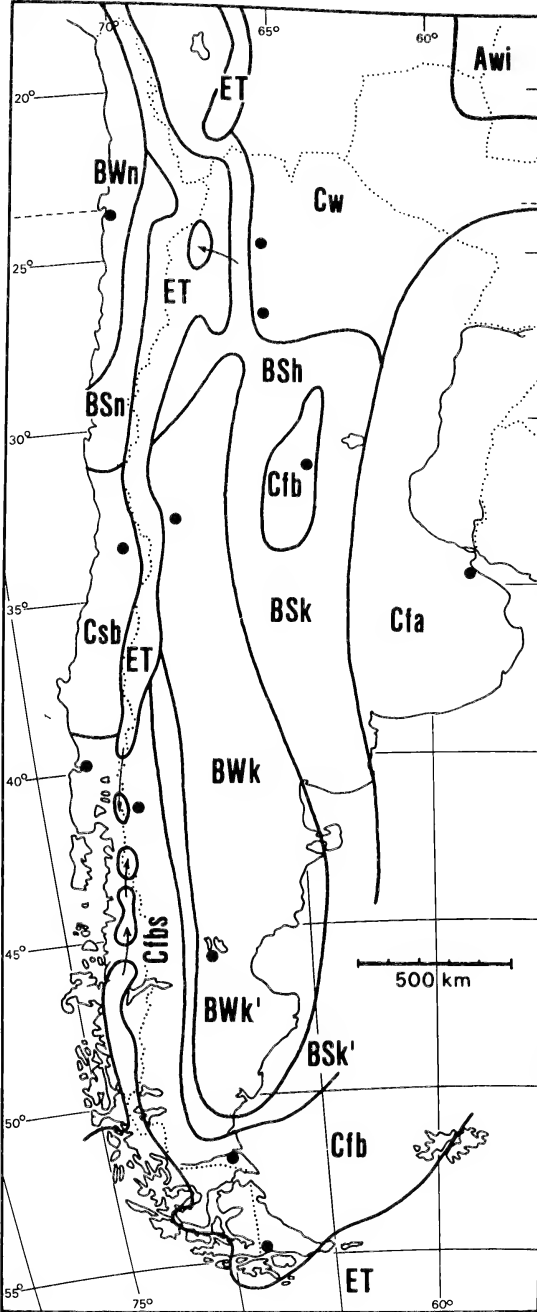 70°
65°
60°
Awi
ET
20°
BWn
Cw
25°
ET
BSh
BSn
30°
Cfb
35°
BSk
Csb
Cfa
ET
BWk
40°
Cfbs
45°
500 km
BWk'
BSk'
50°
Cfb
ET
55°
75°
60°